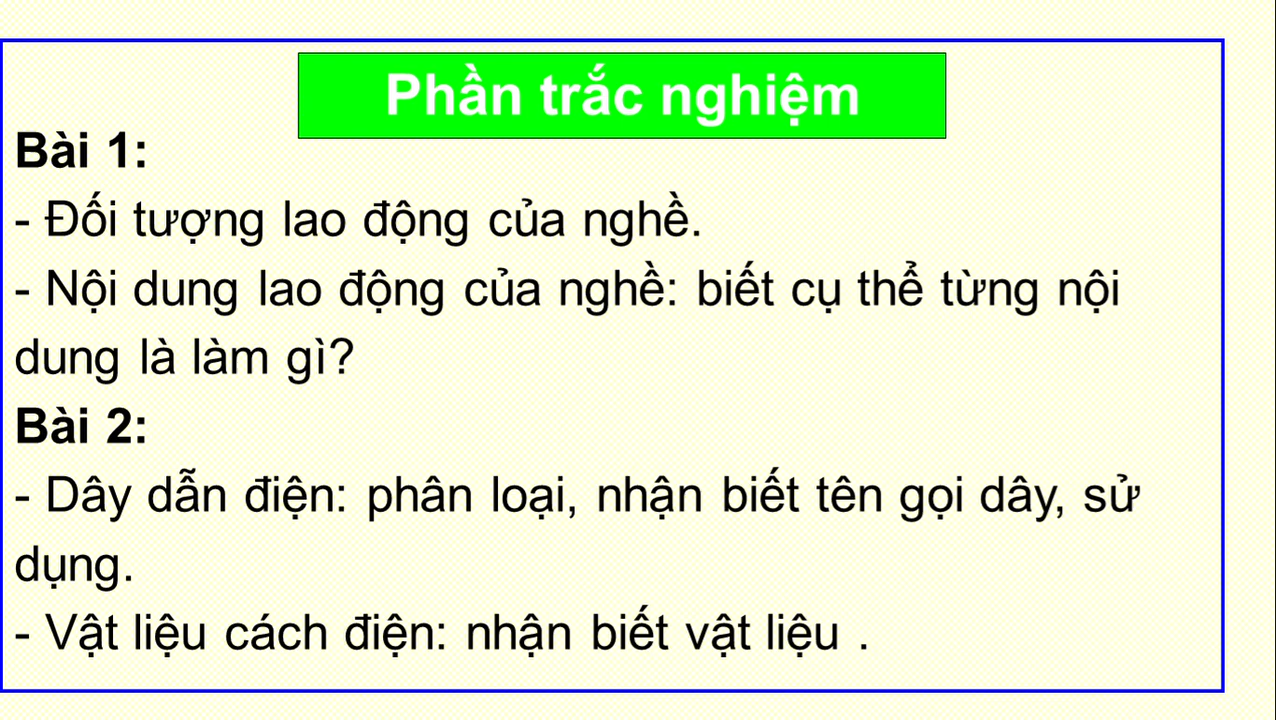 Phần trắc nghiệm
Bài 1:
- Đối tượng lao động của nghề.
- Nội dung lao động của nghề: biết cụ thể từng nội
dung là làm gì?
Bài 2:
- Dây dẫn điện: phân loại, nhận biết tên gọi dây, sử
dụng.
- Vật liệu cách điện: nhận biết vật liệu .